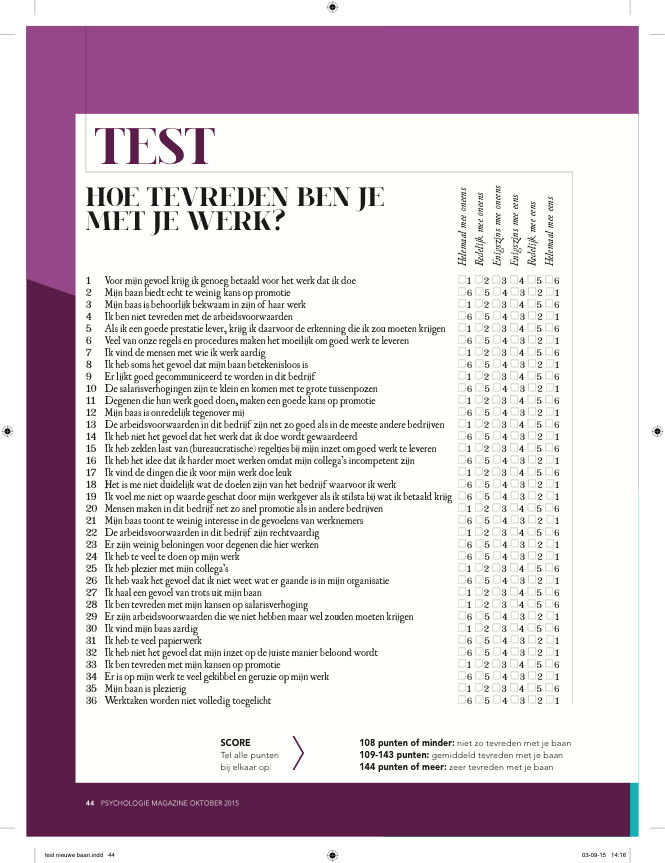 TEST
HOE TEVREDEN BEN JE
MET JE WERK?
Helemaal mee oneens
Redelijk mee oneens
Enigszins mee oneens
Enigszins mee eens
Redelijk mee eens
Helemaal mee eens
1 Voor mijn gevoel krijg ik genoeg betaald voor het werk dat ik doe 1 2 3 4 5 6
2 Mijn baan biedt echt te weinig kans op promotie 6 5 4 3 2 1
3 Mijn baas is behoorlijk bekwaam in zijn of haar werk 1 2 3 4 5 6
4 Ik ben niet tevreden met de arbeidsvoorwaarden 6 5 4 3 2 1
5 Als ik een goede prestatie lever, krijg ik daarvoor de erkenning die ik zou moeten krijgen 1 2 3 4 5 6
6 Veel van onze regels en procedures maken het moeilijk om goed werk te leveren 6 5 4 3 2 1
7 Ik vind de mensen met wie ik werk aardig 1 2 3 4 5 6
8 Ik heb soms het gevoel dat mijn baan betekenisloos is 6 5 4 3 2 1
9 Er lijkt goed gecommuniceerd te worden in dit bedrijf 1 2 3 4 5 6
10 De salarisverhogingen zijn te klein en komen met te grote tussenpozen 6 5 4 3 2 1
11 Degenen die hun werk goed doen, maken een goede kans op promotie 1 2 3 4 5 6
12 Mijn baas is onredelijk tegenover mij 6 5 4 3 2 1
13 De arbeidsvoorwaarden in dit bedrijf zijn net zo goed als in de meeste andere bedrijven 1 2 3 4 5 6
14 Ik heb niet het gevoel dat het werk dat ik doe wordt gewaardeerd 6 5 4 3 2 1
15 Ik heb zelden last van (bureaucratische) regeltjes bij mijn inzet om goed werk te leveren 1 2 3 4 5 6
16 Ik heb het idee dat ik harder moet werken omdat mijn collega's incompetent zijn 6 5 4 3 2 1
17 Ik vind de dingen die ik voor mijn werk doe leuk 1 2 3 4 5 6
18 Het is me niet duidelijk wat de doelen zijn van het bedrijf waarvoor ik werk 6 5 4 3 2 1
19 Ik voel me niet op waarde geschat door mijn werkgever als ik stilsta bij wat ik betaald krijg 6 5 4 3 2 1
20 Mensen maken in dit bedrijf net zo snel promotie als in andere bedrijven 1 2 3 4 5 6
21 Mijn baas toont te weinig interesse in de gevoelens van werknemers 6 5 4 3 2 1
22 De arbeidsvoorwaarden in dit bedrijf zijn rechtvaardig 1 2 3 4 5 6
23 Er zijn weinig beloningen voor degenen die hier werken 6 5 4 3 2 1
24 Ik heb te veel te doen op mijn werk 6 5 4 3 2 1
25 Ik heb plezier met mijn collega's 1 2 3 4 5 6
26 Ik heb vaak het gevoel dat ik niet weet wat er gaande is in mijn organisatie 6 5 4 3 2 1
27 Ik haal een gevoel van trots uit mijn baan 1 2 3 4 5 6
28 Ik ben tevreden met mijn kansen op salarisverhoging 1 2 3 4 5 6
29 Er zijn arbeidsvoorwaarden die we niet hebben maar wel zouden moeten krijgen 6 5 4 3 2 1
30 Ik vind mijn baas aardig 1 2 3 4 5 6
31 Ik heb te veel papierwerk 6 5 4 3 2 1
32 Ik heb niet het gevoel dat mijn inzet op de juiste manier beloond wordt 6 5 4 3 2 1
33 Ik ben tevreden met mijn kansen op promotie 1 2 3 4 5 6
34 Er is op mijn werk te veel gekibbel en geruzie op mijn werk 6 5 4 3 2 1
35 Mijn baan is plezierig 1 2 3 4 5 6
36 Werktaken worden niet volledig toegelicht 6 5 4 3 2 1
SCORE
Tel alle punten
bij elkaar op:
108 punten of minder: niet zo tevreden met je baan
109-143 punten: gemiddeld tevreden met je baan
144 punten of meer: zeer tevreden met je baan
44 PSYCHOLOGIE MAGAZINE OKTOBER 2015
test nieuwe baan.indd 44
03-09-15 14:16